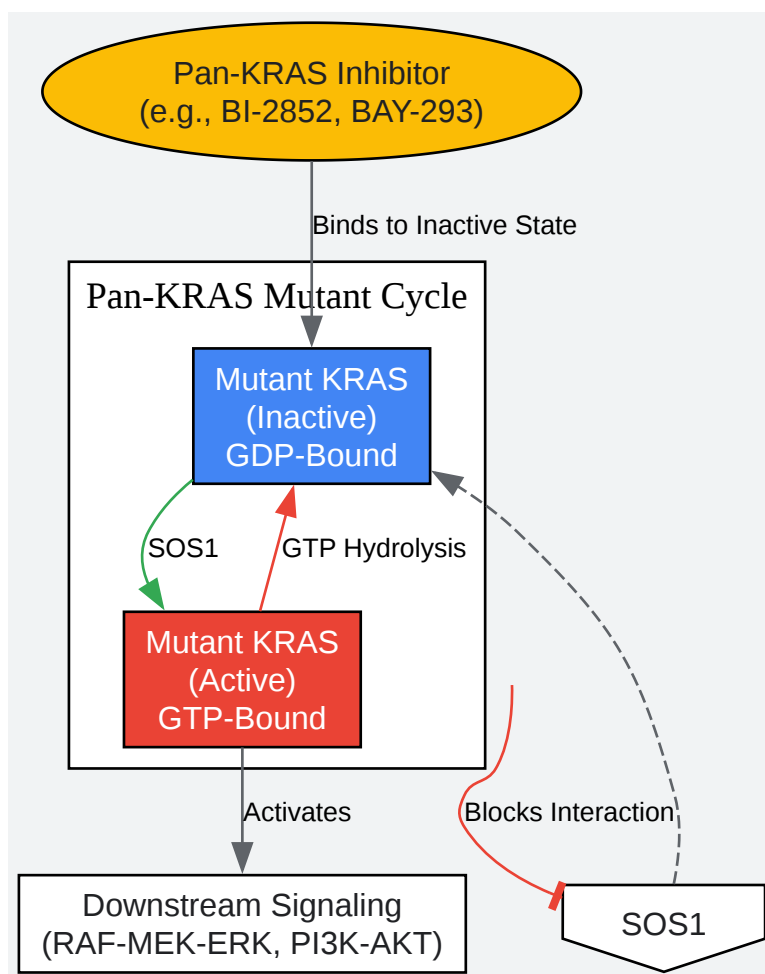 Pan-KRAS Inhibitor
(e.g., BI-2852, BAY-293)
Binds to Inactive State
Pan-KRAS Mutant Cycle
Mutant KRAS
(Inactive)
GDP-Bound
SOS1
GTP Hydrolysis
Mutant KRAS
(Active)
GTP-Bound
Activates
Blocks Interaction
Downstream Signaling
(RAF-MEK-ERK, PI3K-AKT)
SOS1